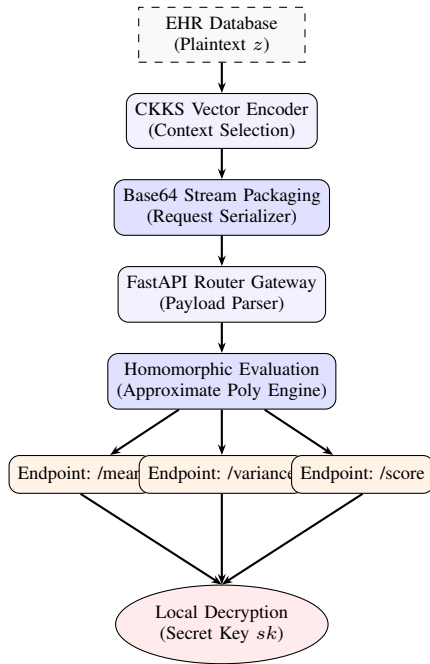 EHR Database
(Plaintext z)
CKKS Vector Encoder
(Context Selection)
Base64 Stream Packaging
(Request Serializer)
FastAPI Router Gateway
(Payload Parser)
Homomorphic Evaluation
(Approximate Poly Engine)
Endpoint: /mean
Endpoint: /variance
Endpoint: /score
Local Decryption
(Secret Key sk)